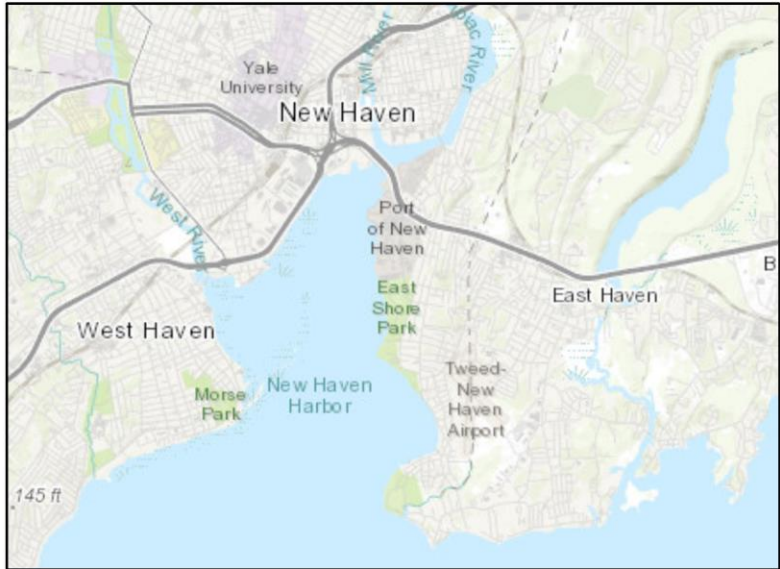 Mill River
Yale
University
New Haven
West River
Port
of New
Haven
East Haven
B
East
Shore
Park
West Haven
Tweed-
New
Haven
Airport
New Haven
Harbor
Morse
Park
145 ft